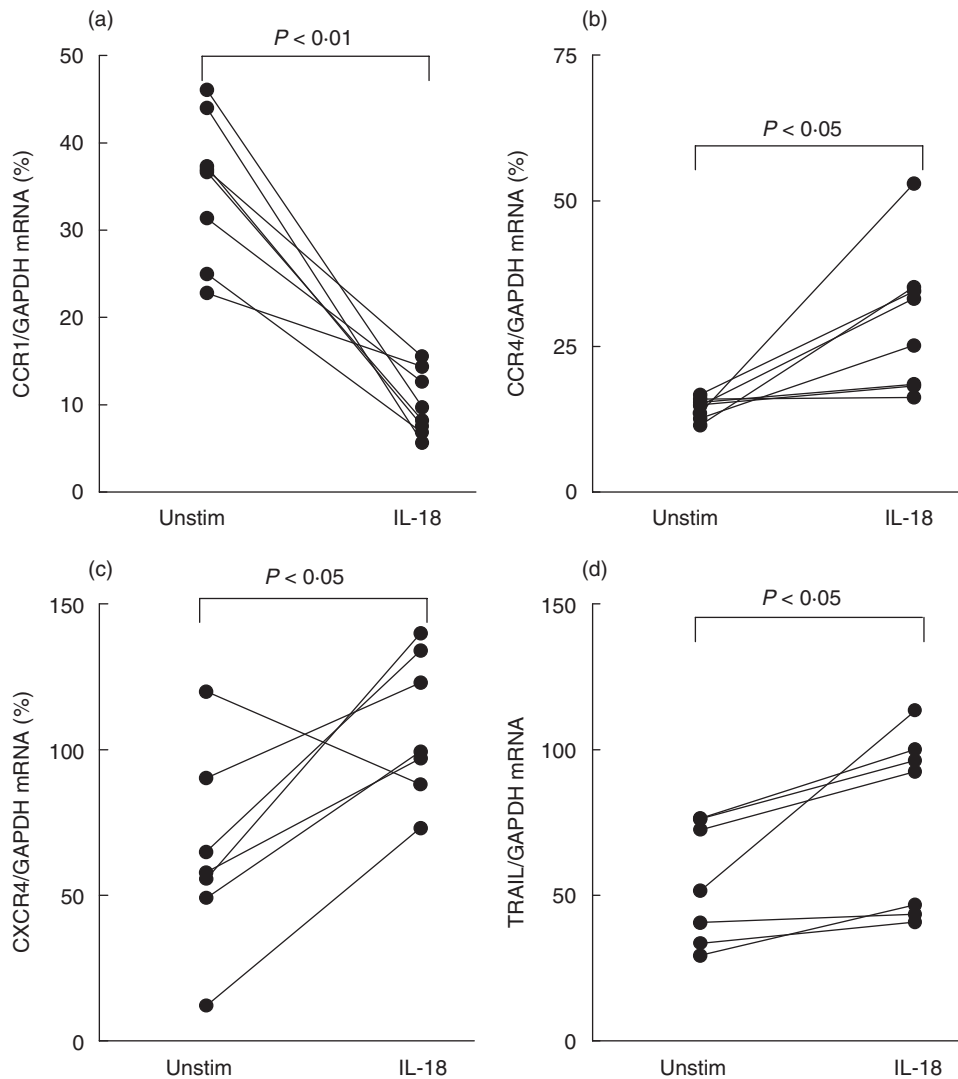 (a)
P < 0·01
50
40
30
20
10
0
CCR1/GAPDH mRNA (%)
Unstim IL-18
(b)
P < 0·05
75
50
25
0
CCR4/GAPDH mRNA (%)
Unstim IL-18
(c)
P < 0·05
150
100
50
0
CXCR4/GAPDH mRNA (%)
Unstim IL-18
(d)
P < 0·05
150
100
50
0
TRAIL/GAPDH mRNA
Unstim IL-18